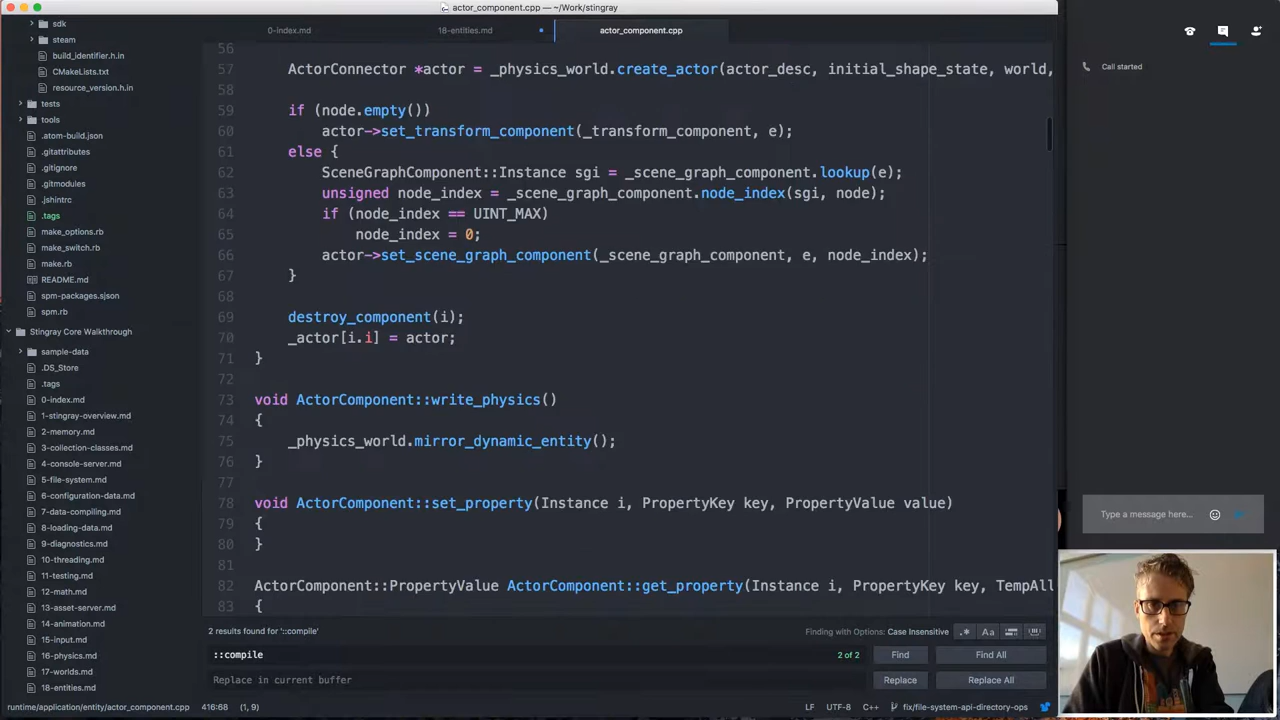 actor_component.cpp — ~/Work/stingray
sdk
steam
build_identifier.h.in
CMakeLists.txt
resource_version.h.in
tests
tools
.atom-build.json
.gitattributes
.gitignore
.gitmodules
.jshintrc
.tags
make_options.rb
make_switch.rb
make.rb
README.md
spm-packages.sjson
spm.rb
Stingray Core Walkthrough
sample-data
.DS_Store
.tags
0-index.md
1-stingray-overview.md
2-memory.md
3-collection-classes.md
4-console-server.md
5-file-system.md
6-configuration-data.md
7-data-compiling.md
8-loading-data.md
9-diagnostics.md
10-threading.md
11-testing.md
12-math.md
13-asset-server.md
14-animation.md
15-input.md
16-physics.md
17-worlds.md
18-entities.md
0-index.md
18-entities.md
actor_component.cpp
56
57 ActorConnector *actor = _physics_world.create_actor(actor_desc, initial_shape_state, world,
58
59 if (node.empty())
60 actor->set_transform_component(_transform_component, e);
61 else {
62 SceneGraphComponent::Instance sgi = _scene_graph_component.lookup(e);
63 unsigned node_index = _scene_graph_component.node_index(sgi, node);
64 if (node_index == UINT_MAX)
65 node_index = 0;
66 actor->set_scene_graph_component(_scene_graph_component, e, node_index);
67 }
68
69 destroy_component(i);
70 _actor[i.i] = actor;
71 }
72
73 void ActorComponent::write_physics()
74 {
75 _physics_world.mirror_dynamic_entity();
76 }
77
78 void ActorComponent::set_property(Instance i, PropertyKey key, PropertyValue value)
79 {
80 }
81
82 ActorComponent::PropertyValue ActorComponent::get_property(Instance i, PropertyKey key, TempAll
83 {
2 results found for '::compile'
Finding with Options: Case Insensitive
.*
Aa
::compile
2 of 2
Find
Find All
Replace in current buffer
Replace
Replace All
runtime/application/entity/actor_component.cpp 416:68 (1, 9)
LF UTF-8 C++ fix/file-system-api-directory-ops
Call started
Type a message here...